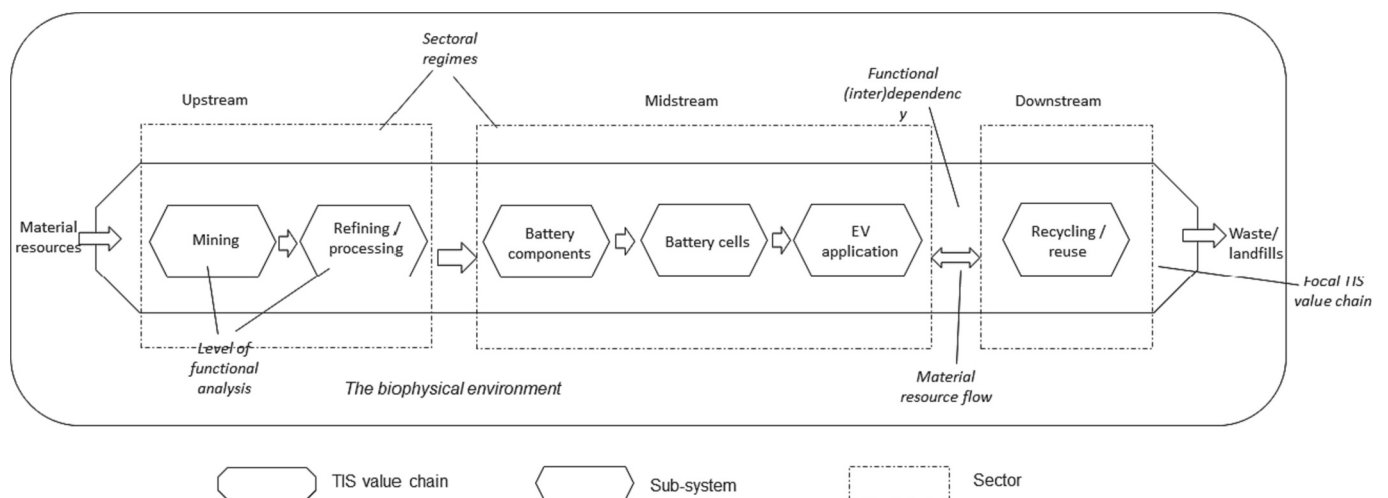 Sectoral
regimes
Functional
(inter)dependenc
y
Upstream
Midstream
Downstream
Material
resources
Mining
Refining /
processing
Battery
components
Battery cells
EV
application
Recycling /
reuse
Waste/
landfills
Focal TIS
value chain
Level of
functional
analysis
The biophysical environment
Material
resource flow
TIS value chain
Sub-system
Sector